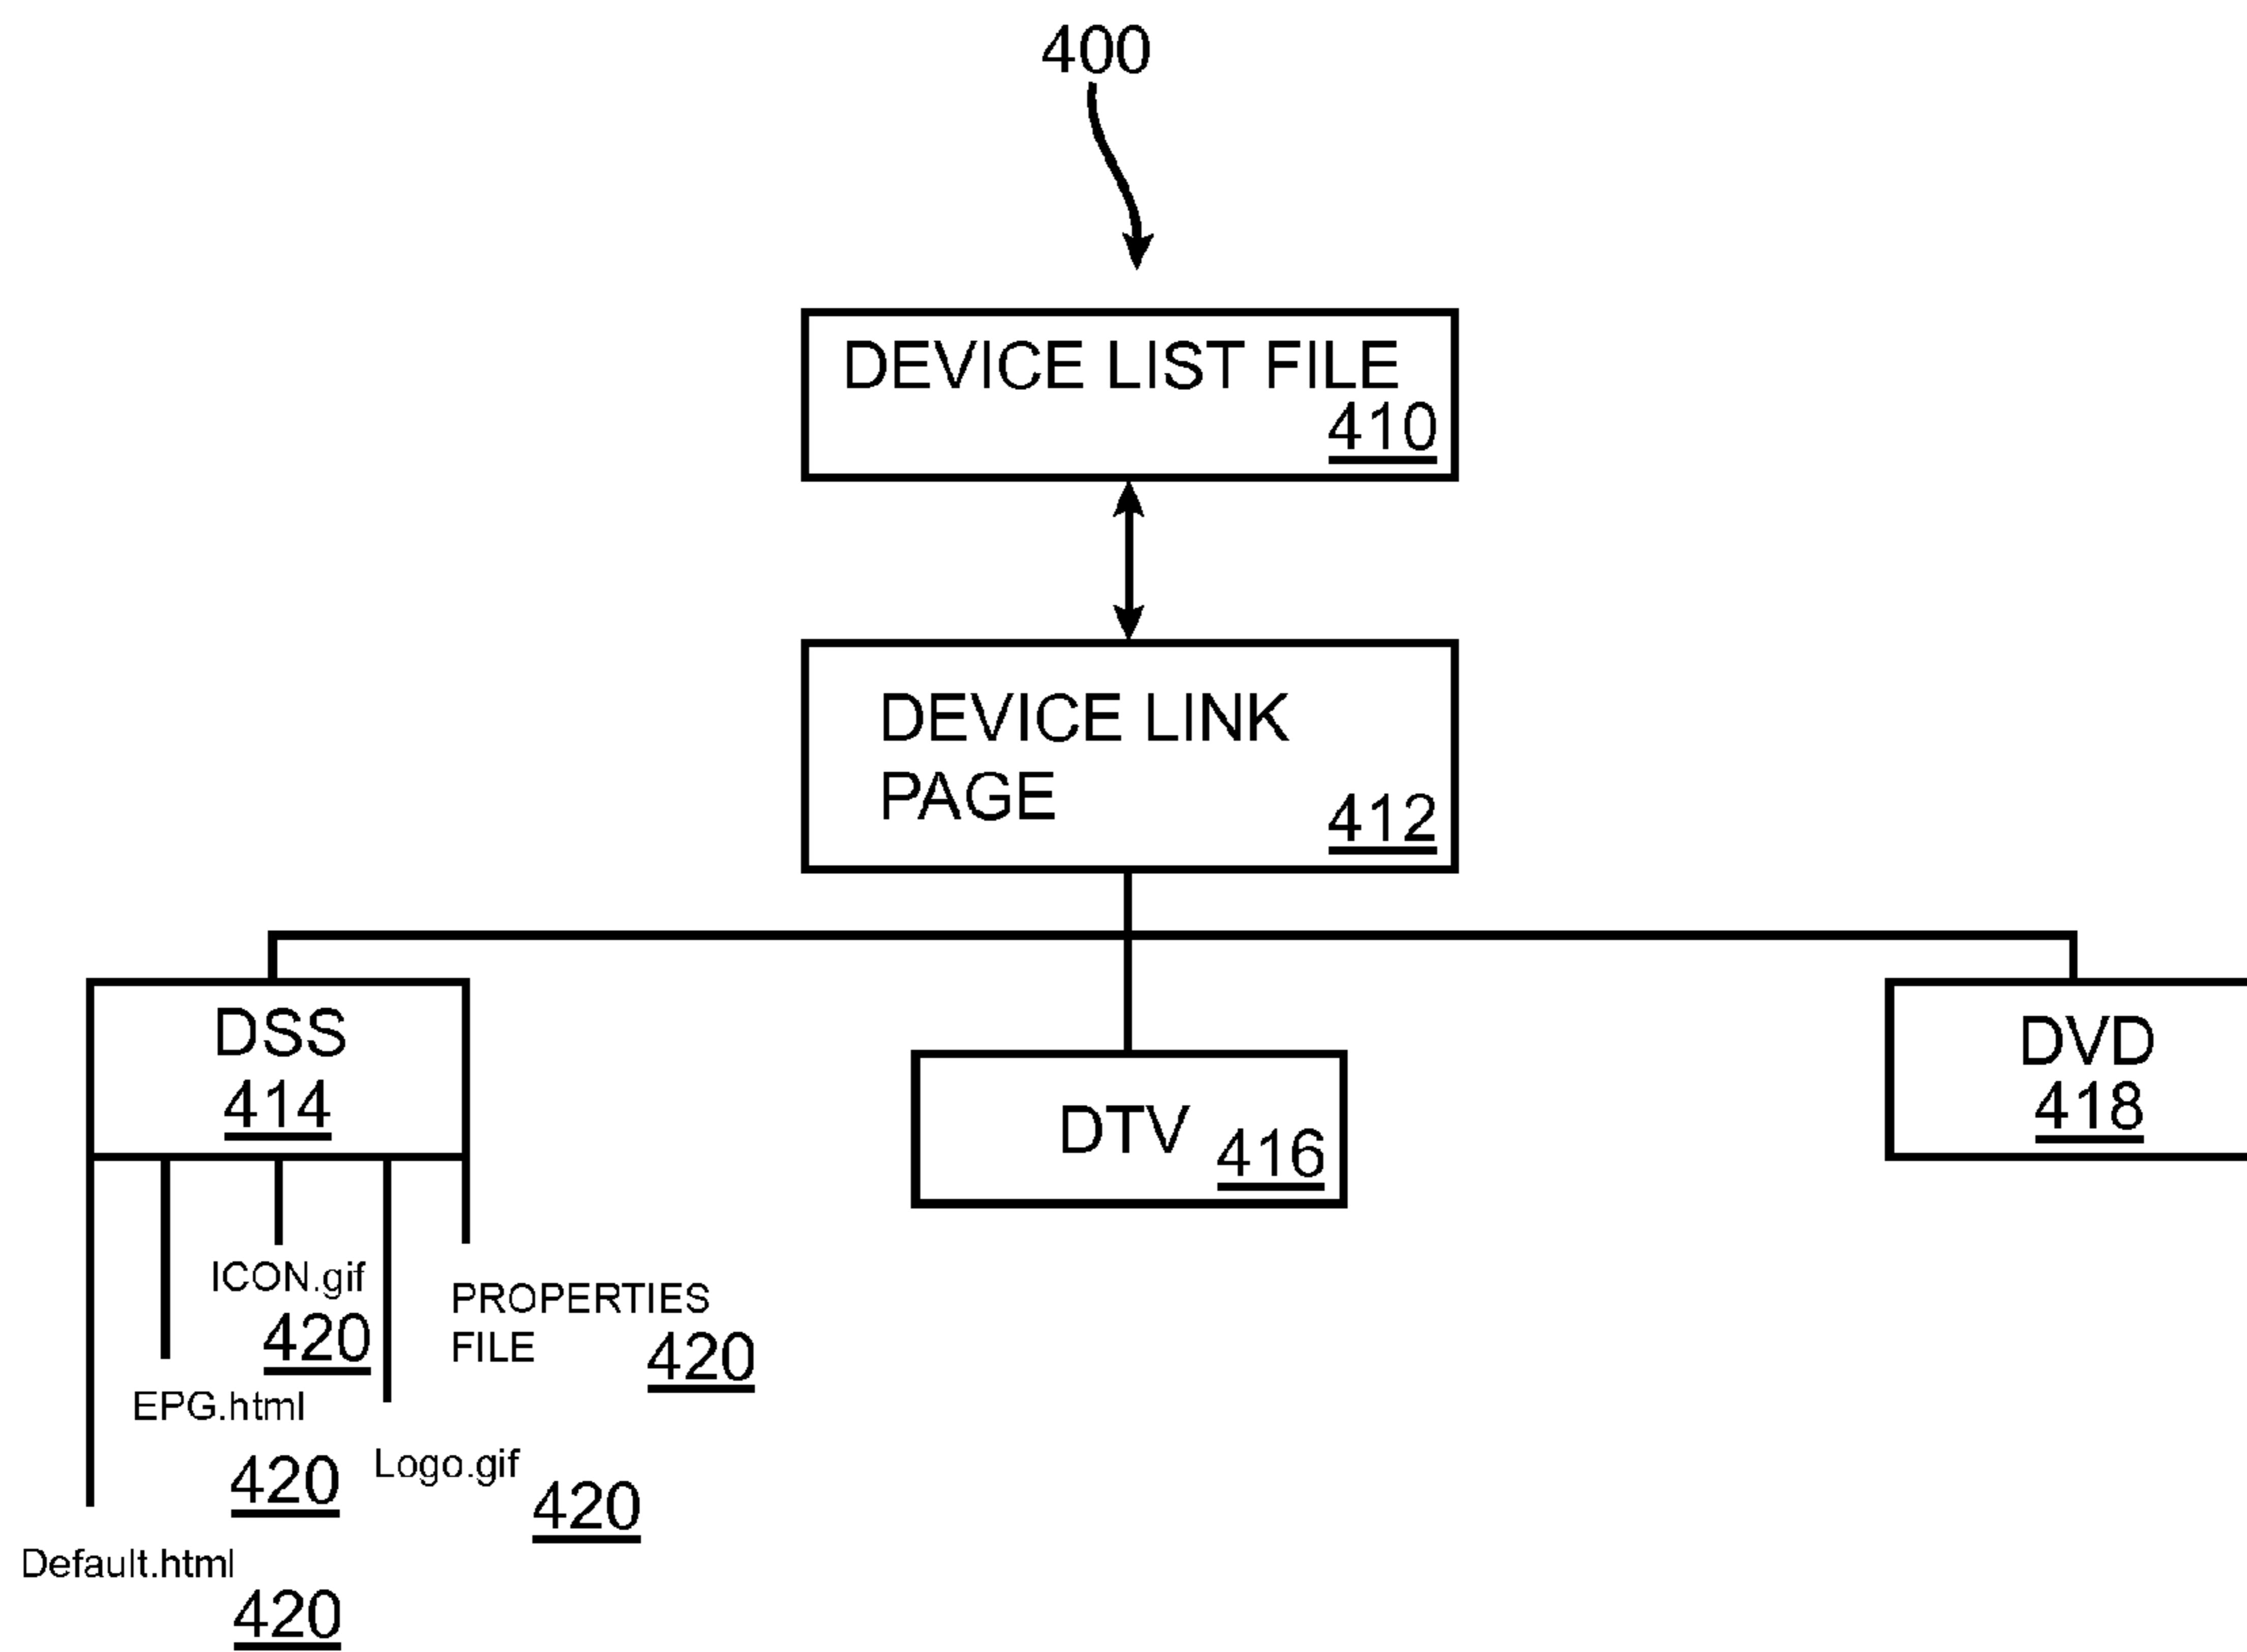 400
DEVICE LIST FILE
410
DEVICE LINK
PAGE
412
DSS
414
DTV
416
DVD
418
ICON.gif
420
PROPERTIES
FILE
420
EPG.html
420
Logo.gif
420
Default.html
420